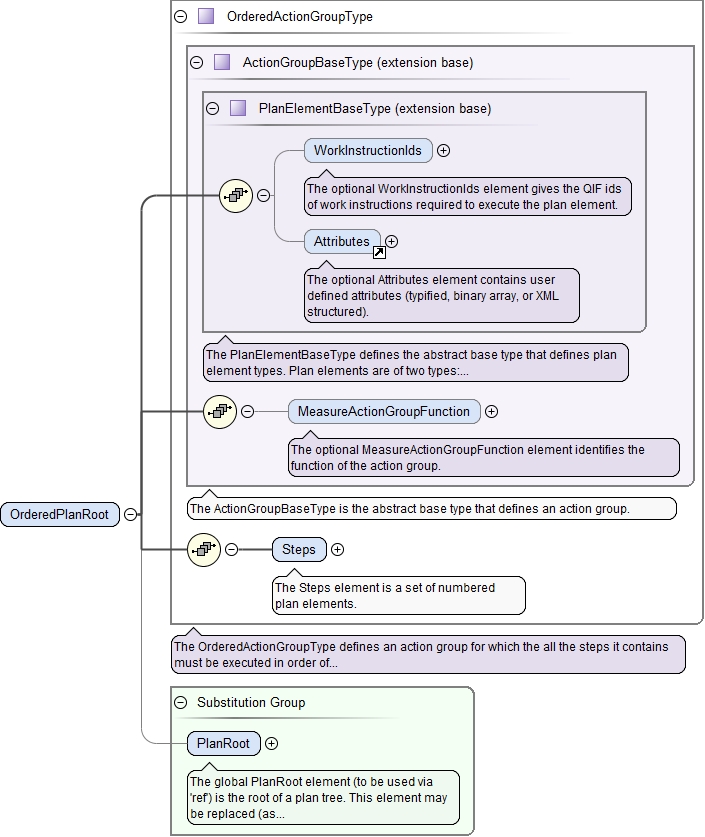 OrderedActionGroupType
ActionGroupBaseType (extension base)
PlanElementBaseType (extension base)
WorkInstructionIds
The optional WorkInstructionIds element gives the QIF ids
of work instructions required to execute the plan element.
Attributes
The optional Attributes element contains user
defined attributes (typified, binary array, or XML
structured).
The PlanElementBaseType defines the abstract base type that defines plan
element types. Plan elements are of two types:...
MeasureActionGroupFunction
The optional MeasureActionGroupFunction element identifies the
function of the action group.
The ActionGroupBaseType is the abstract base type that defines an action group.
OrderedPlanRoot
Steps
The Steps element is a set of numbered
plan elements.
The OrderedActionGroupType defines an action group for which the all the steps it contains
must be executed in order of...
Substitution Group
PlanRoot
The global PlanRoot element (to be used via
'ref') is the root of a plan tree. This element may
be replaced (as...